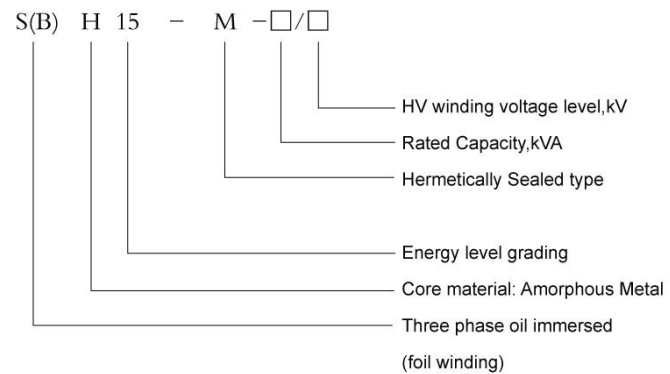 S(B) H 15 - M -□/□
HV winding voltage level,kV
Rated Capacity,kVA
Hermetically Sealed type
Energy level grading
Core material: Amorphous Metal
Three phase oil immersed
(foil winding)